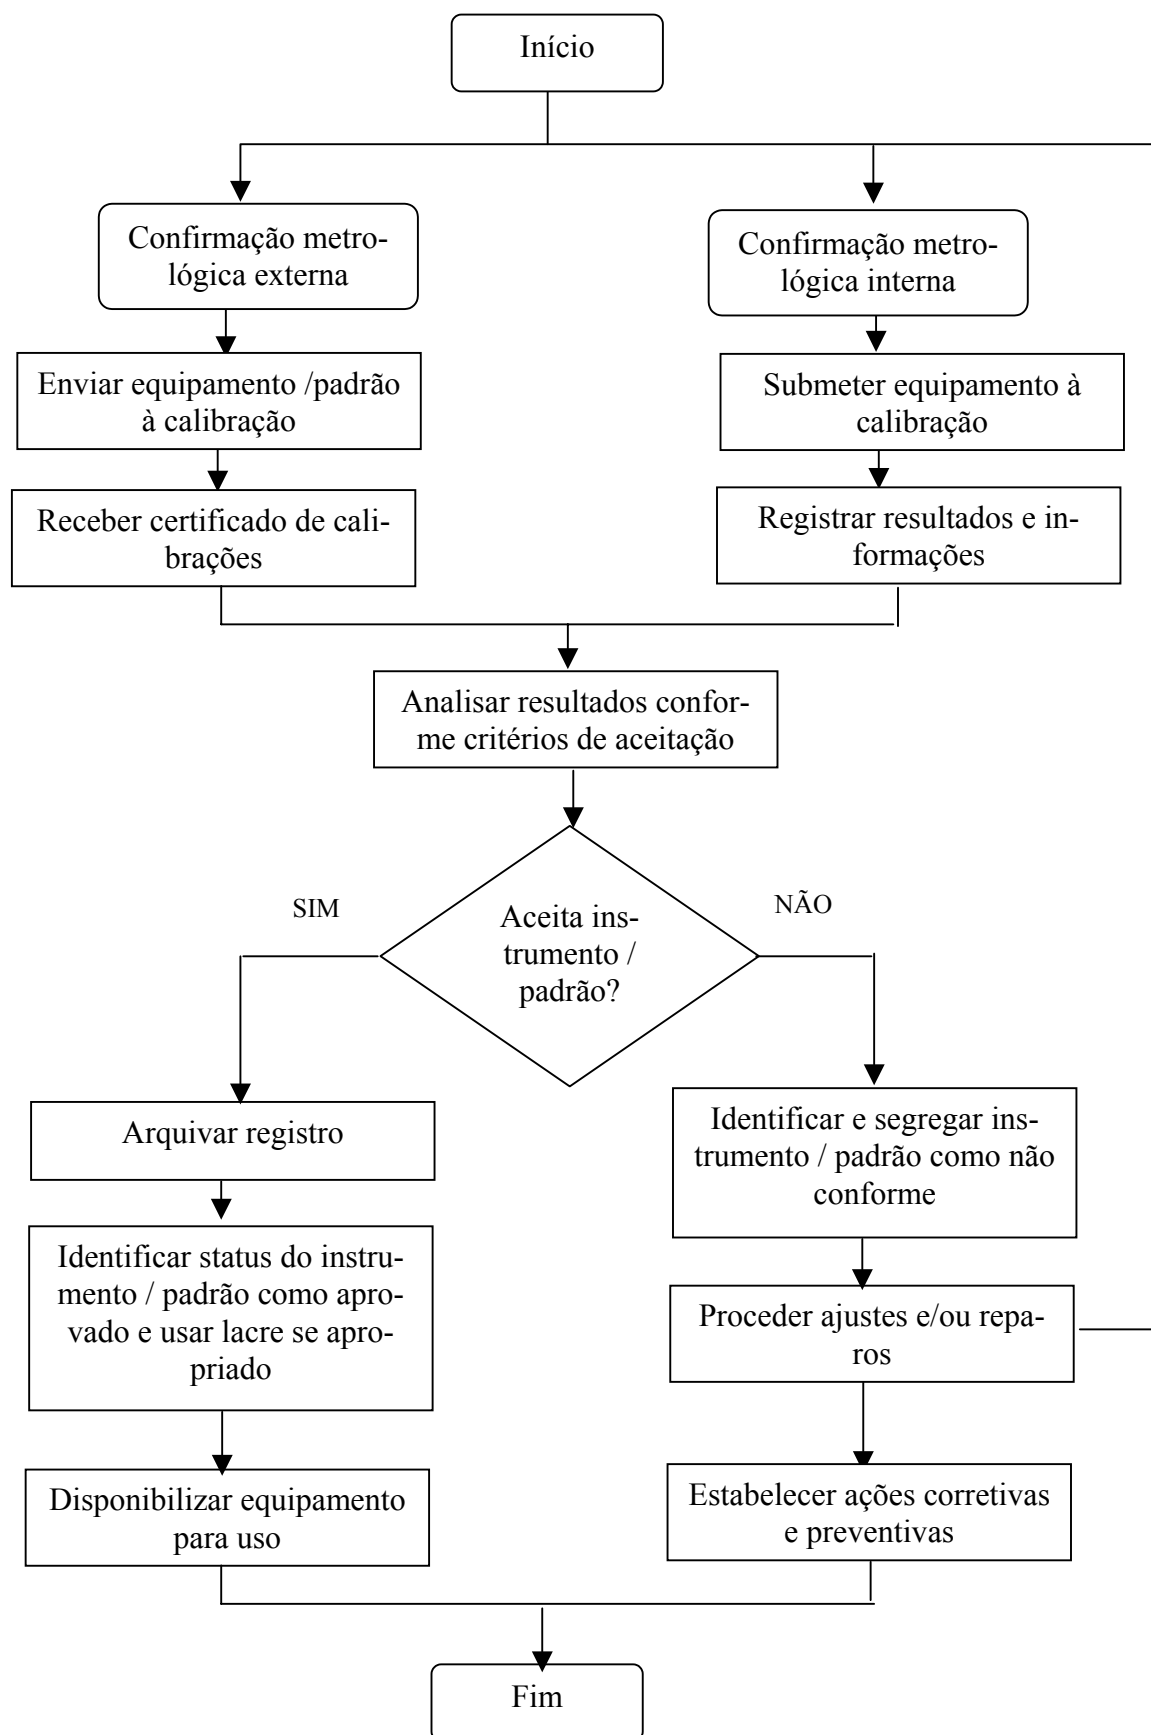 Início
Confirmação metro-
lógica externa
Confirmação metro-
lógica interna
Enviar equipamento /padrão
à calibração
Submeter equipamento à
calibração
Receber certificado de cali-
brações
Registrar resultados e in-
formações
Analisar resultados confor-
me critérios de aceitação
SIM
NÃO
Aceita ins-
trumento /
padrão?
Arquivar registro
Identificar e segregar ins-
trumento / padrão como não
conforme
Identificar status do instru-
mento / padrão como apro-
vado e usar lacre se apro-
priado
Proceder ajustes e/ou repa-
ros
Disponibilizar equipamento
para uso
Estabelecer ações corretivas
e preventivas
Fim